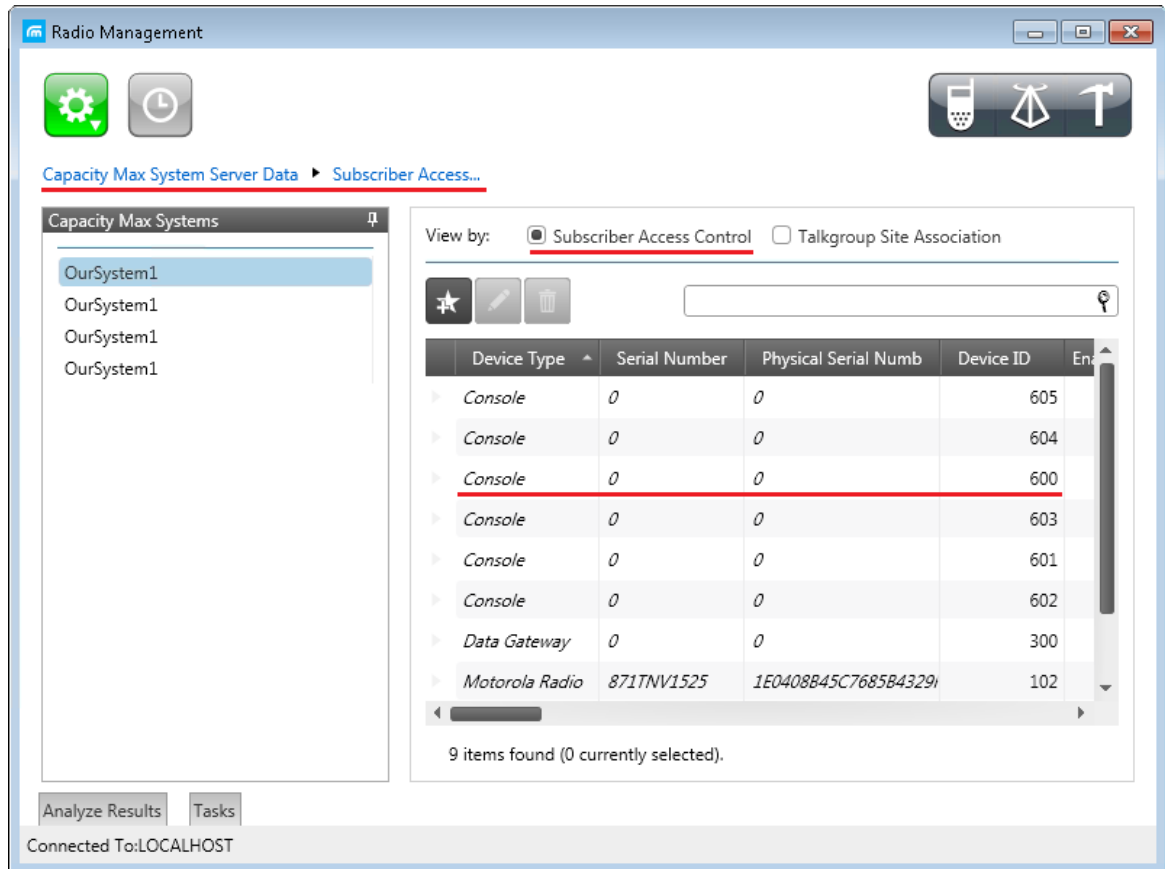 Radio Management
Capacity Max System Server Data Subscriber Access...
Capacity Max Systems
OurSystem1
OurSystem1
OurSystem1
OurSystem1
View by: Subscriber Access Control Talkgroup Site Association
Device Type Serial Number Physical Serial Numb Device ID Ena
Console 0 0 605
Console 0 0 604
Console 0 0 600
Console 0 0 603
Console 0 0 601
Console 0 0 602
Data Gateway 0 0 300
Motorola Radio 871TNV1525 1E0408B45C7685B4329 102
9 items found (0 currently selected).
Analyze Results Tasks
Connected To:LOCALHOST